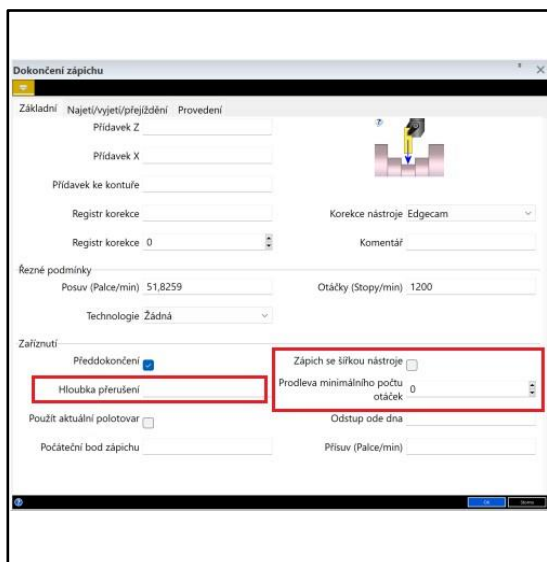 Dokončení zápichu
Základní Najetí/vyjetí/přejíždění Provedení
Přídavek Z
Přídavek X
Přídavek ke kontuře
Registr korekce Korekce nástroje Edgecam
Registr korekce 0 Komentář
Řezné podmínky
Posuv (Palce/min) 51,8259 Otáčky (Stopy/min) 1200
Technologie Žádná
Zaříznutí
Předdokončení Zápich se šířkou nástroje
Hloubka přerušení Prodleva minimálního počtu
otáček 0
Použít aktuální polotovar Odstup ode dna
Počáteční bod zápichu Přísuv (Palce/min)
OK Storno